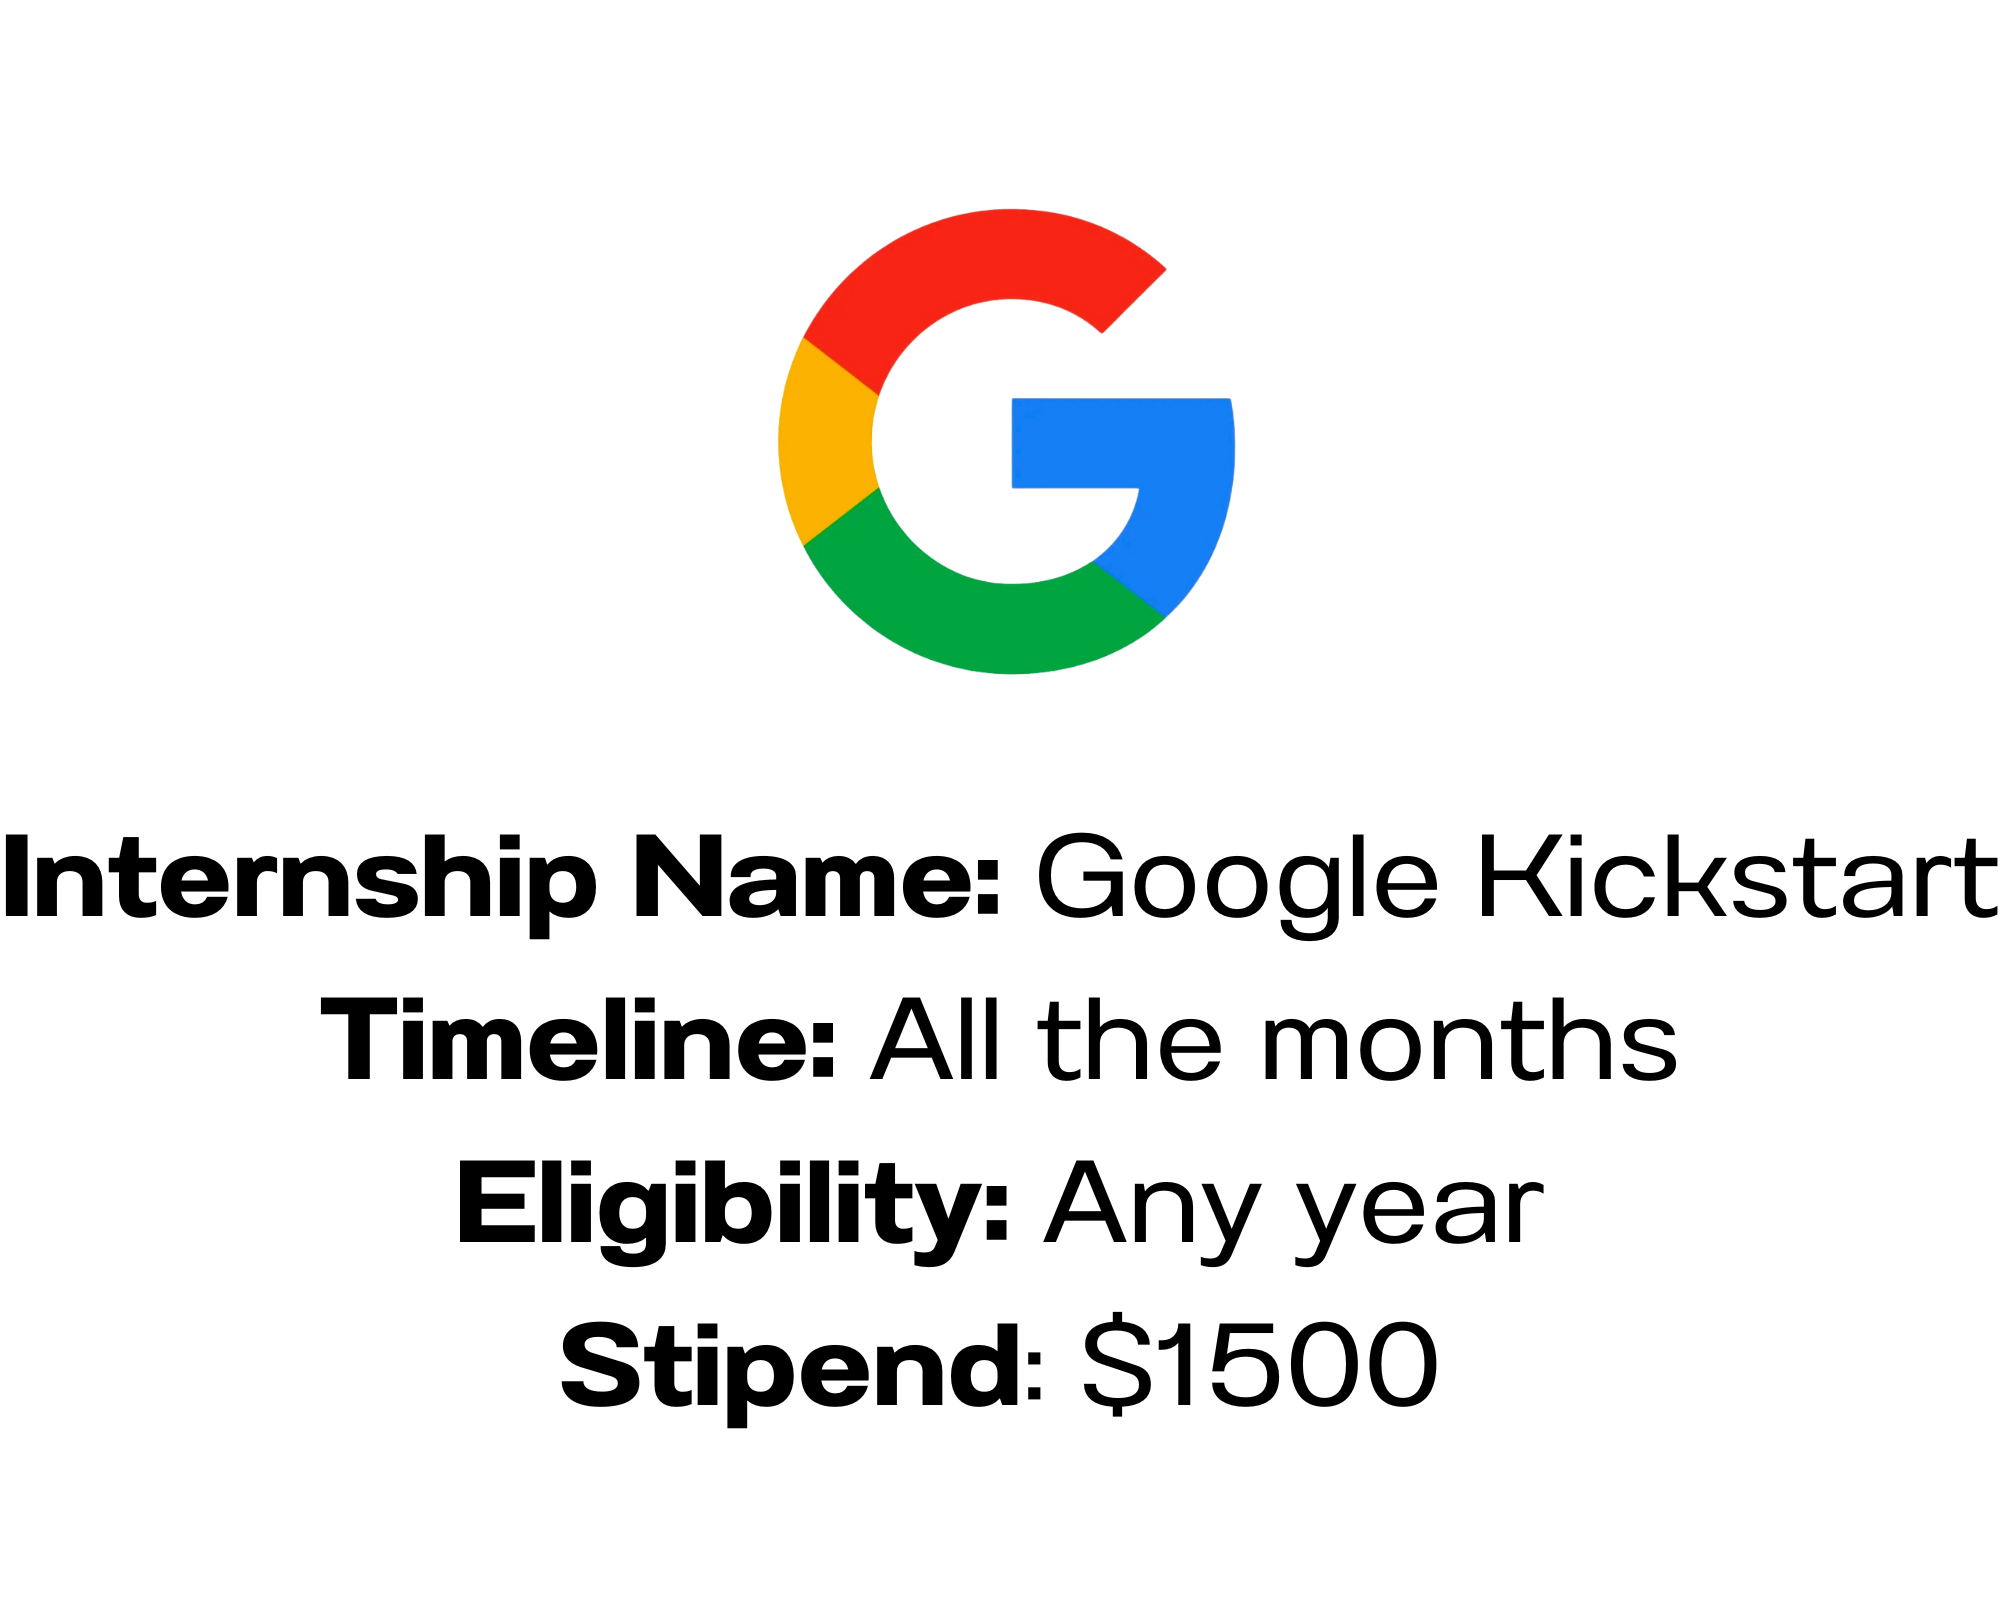 Internship Name: Google Kickstart
Timeline: All the months
Eligibility: Any year
Stipend: $1500